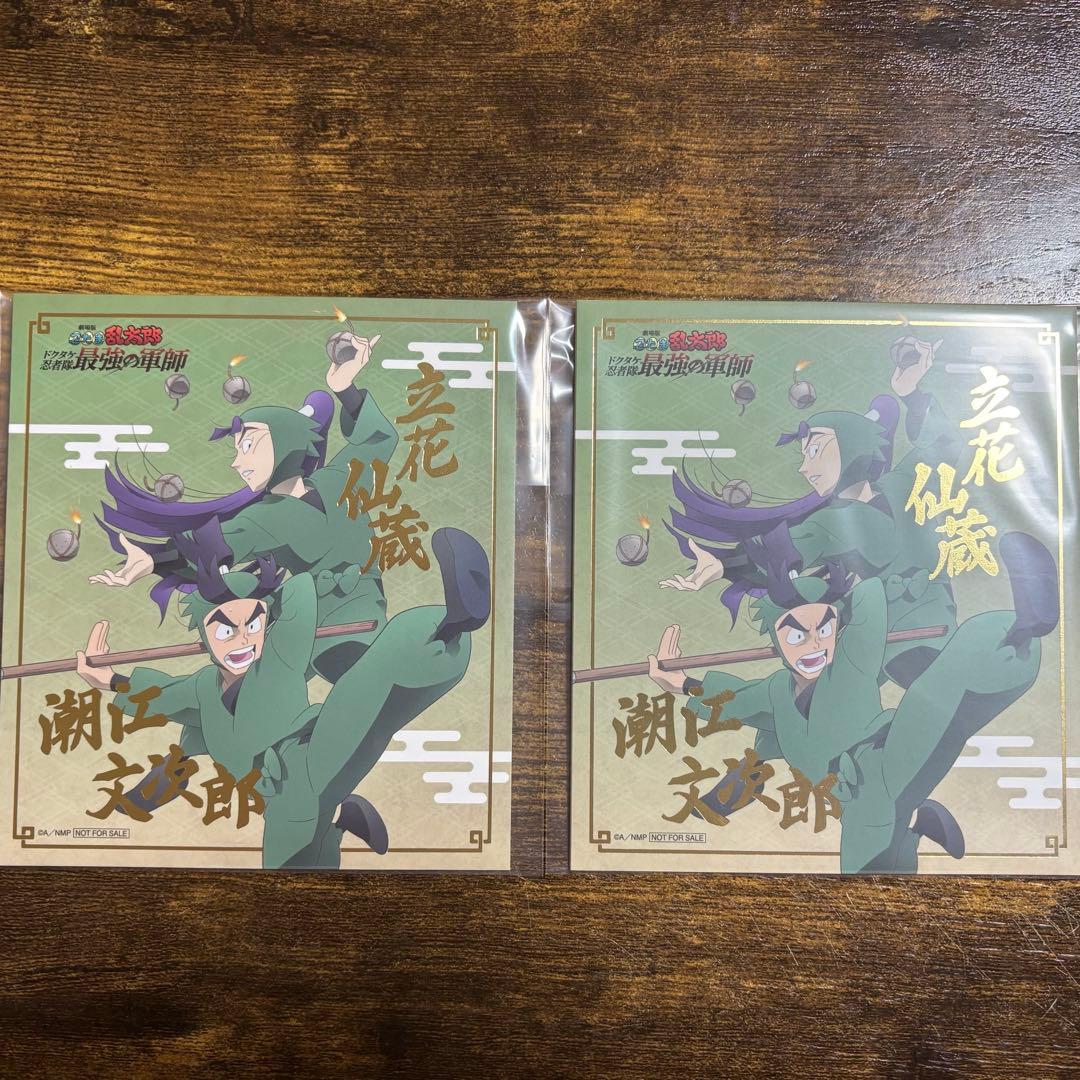 劇場版
忍たま乱太郎
ドクタケ忍者隊 最強の軍師
立花
仙蔵
潮江
文次郎
©A/NMP NOT FOR SALE
劇場版
忍たま乱太郎
ドクタケ忍者隊 最強の軍師
立花
仙蔵
潮江
文次郎
©A/NMP NOT FOR SALE